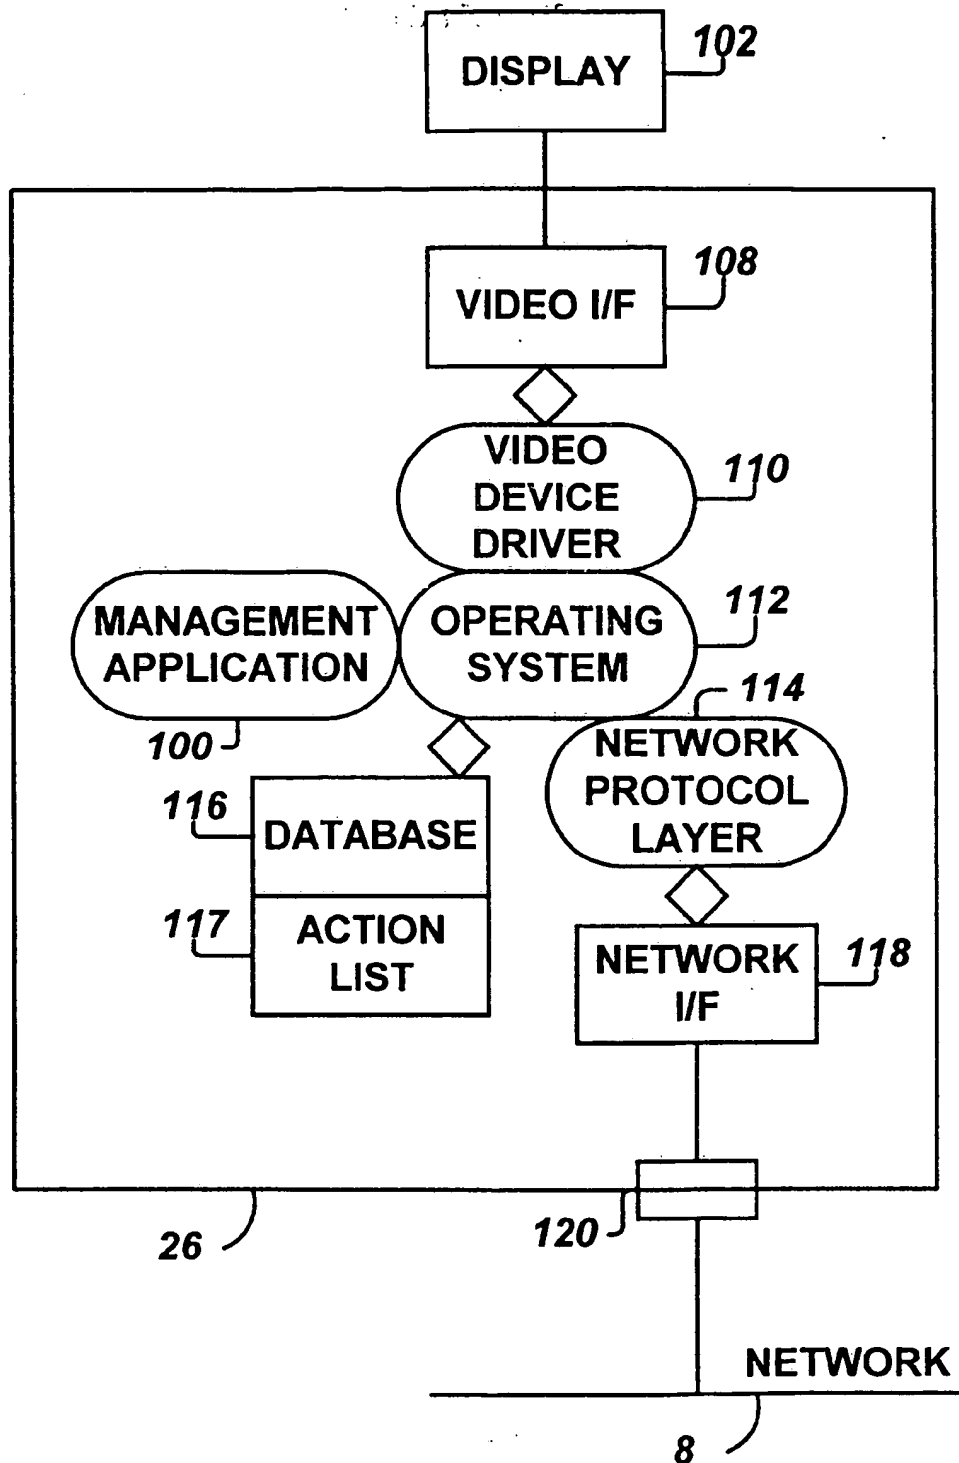 DISPLAY
102
VIDEO I/F
108
VIDEO
DEVICE
DRIVER
110
MANAGEMENT
APPLICATION
100
OPERATING
SYSTEM
112
114
NETWORK
PROTOCOL
LAYER
116
DATABASE
117
ACTION
LIST
NETWORK
I/F
118
26
120
NETWORK
8